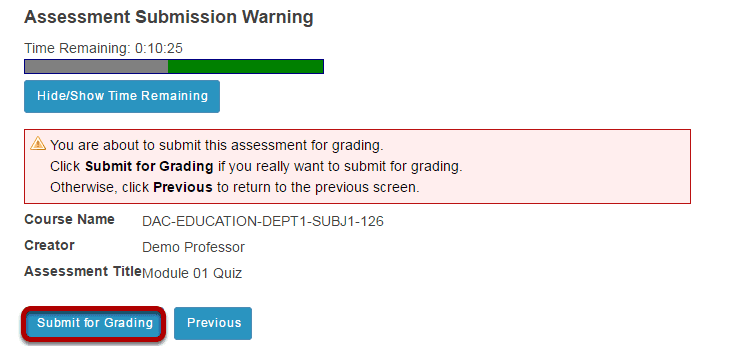 Assessment Submission Warning
Time Remaining: 0:10:25
Hide/Show Time Remaining
You are about to submit this assessment for grading.
Click Submit for Grading if you really want to submit for grading.
Otherwise, click Previous to return to the previous screen.
Course Name DAC-EDUCATION-DEPT1-SUBJ1-126
Creator Demo Professor
Assessment Title Module 01 Quiz
Submit for Grading Previous